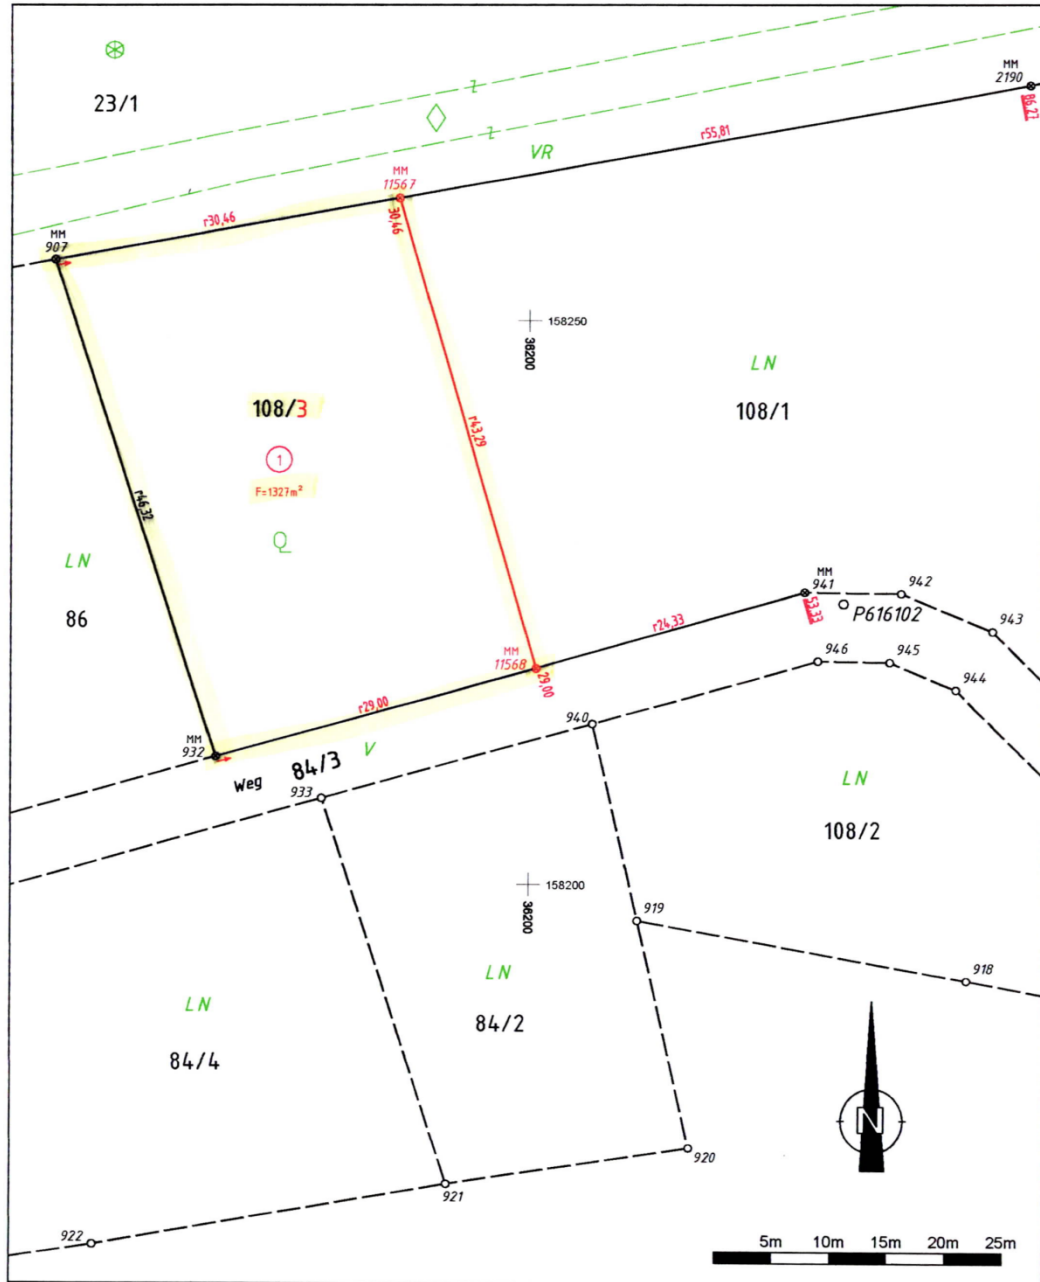 MM
2190
86,27
23/1
z
r55,81
z
VR
MM
11567
30,46
r30,46
MM
907
158250
36200
LN
108/1
108/3
r43,29
1
F=1327m²
r46,32
Q
LN
86
MM
941
53,33
942
P616102
943
r24,33
946
945
944
MM
11568
29,00
r29,00
940
MM
932
V
Weg 84/3
933
LN
108/2
158200
36200
919
LN
84/2
918
LN
84/4
N
920
921
922
5m 10m 15m 20m 25m